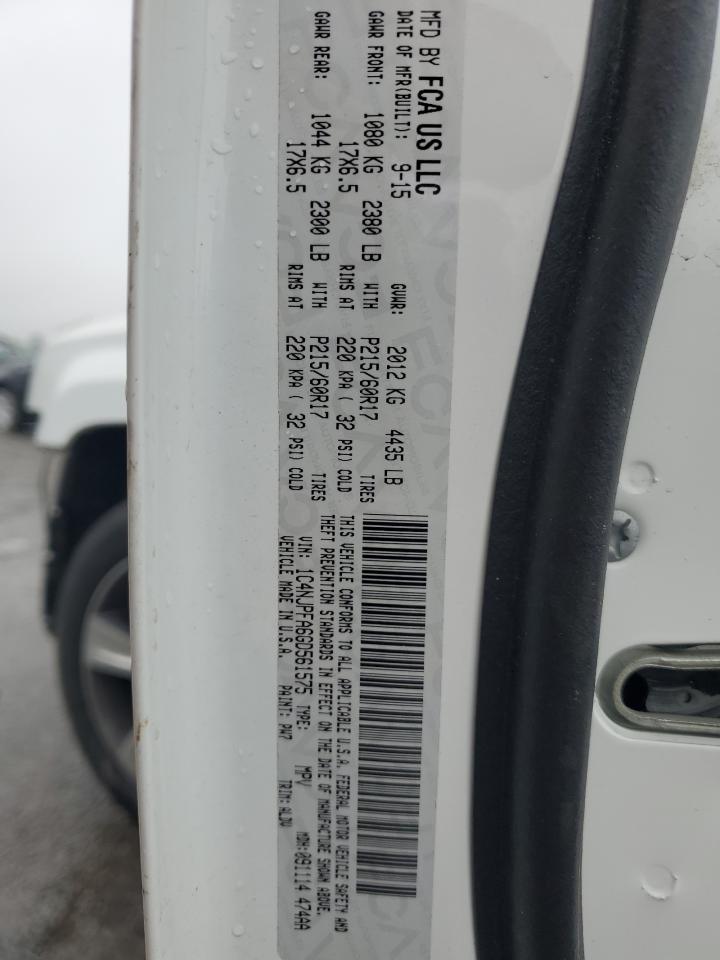 MFD BY FCA US LLC
DATE OF MFR(BUILT): 9-15 GVWR: 2012 KG 4435 LB
GAWR FRONT: 1080 KG 2380 LB WITH P215/60R17 TIRES
17X6.5 RIMS AT 220 KPA ( 32 PSI) COLD
GAWR REAR: 1044 KG 2300 LB WITH P215/60R17 TIRES
17X6.5 RIMS AT 220 KPA ( 32 PSI) COLD
THIS VEHICLE CONFORMS TO ALL APPLICABLE U.S.A. FEDERAL MOTOR VEHICLE SAFETY AND
THEFT PREVENTION STANDARDS IN EFFECT ON THE DATE OF MANUFACTURE SHOWN ABOVE.
VIN: 1C4NJPFA6GD561575 TYPE: MPV MDH:091114 474AA
VEHICLE MADE IN U.S.A. PAINT: PW7 TRIM: ALDV